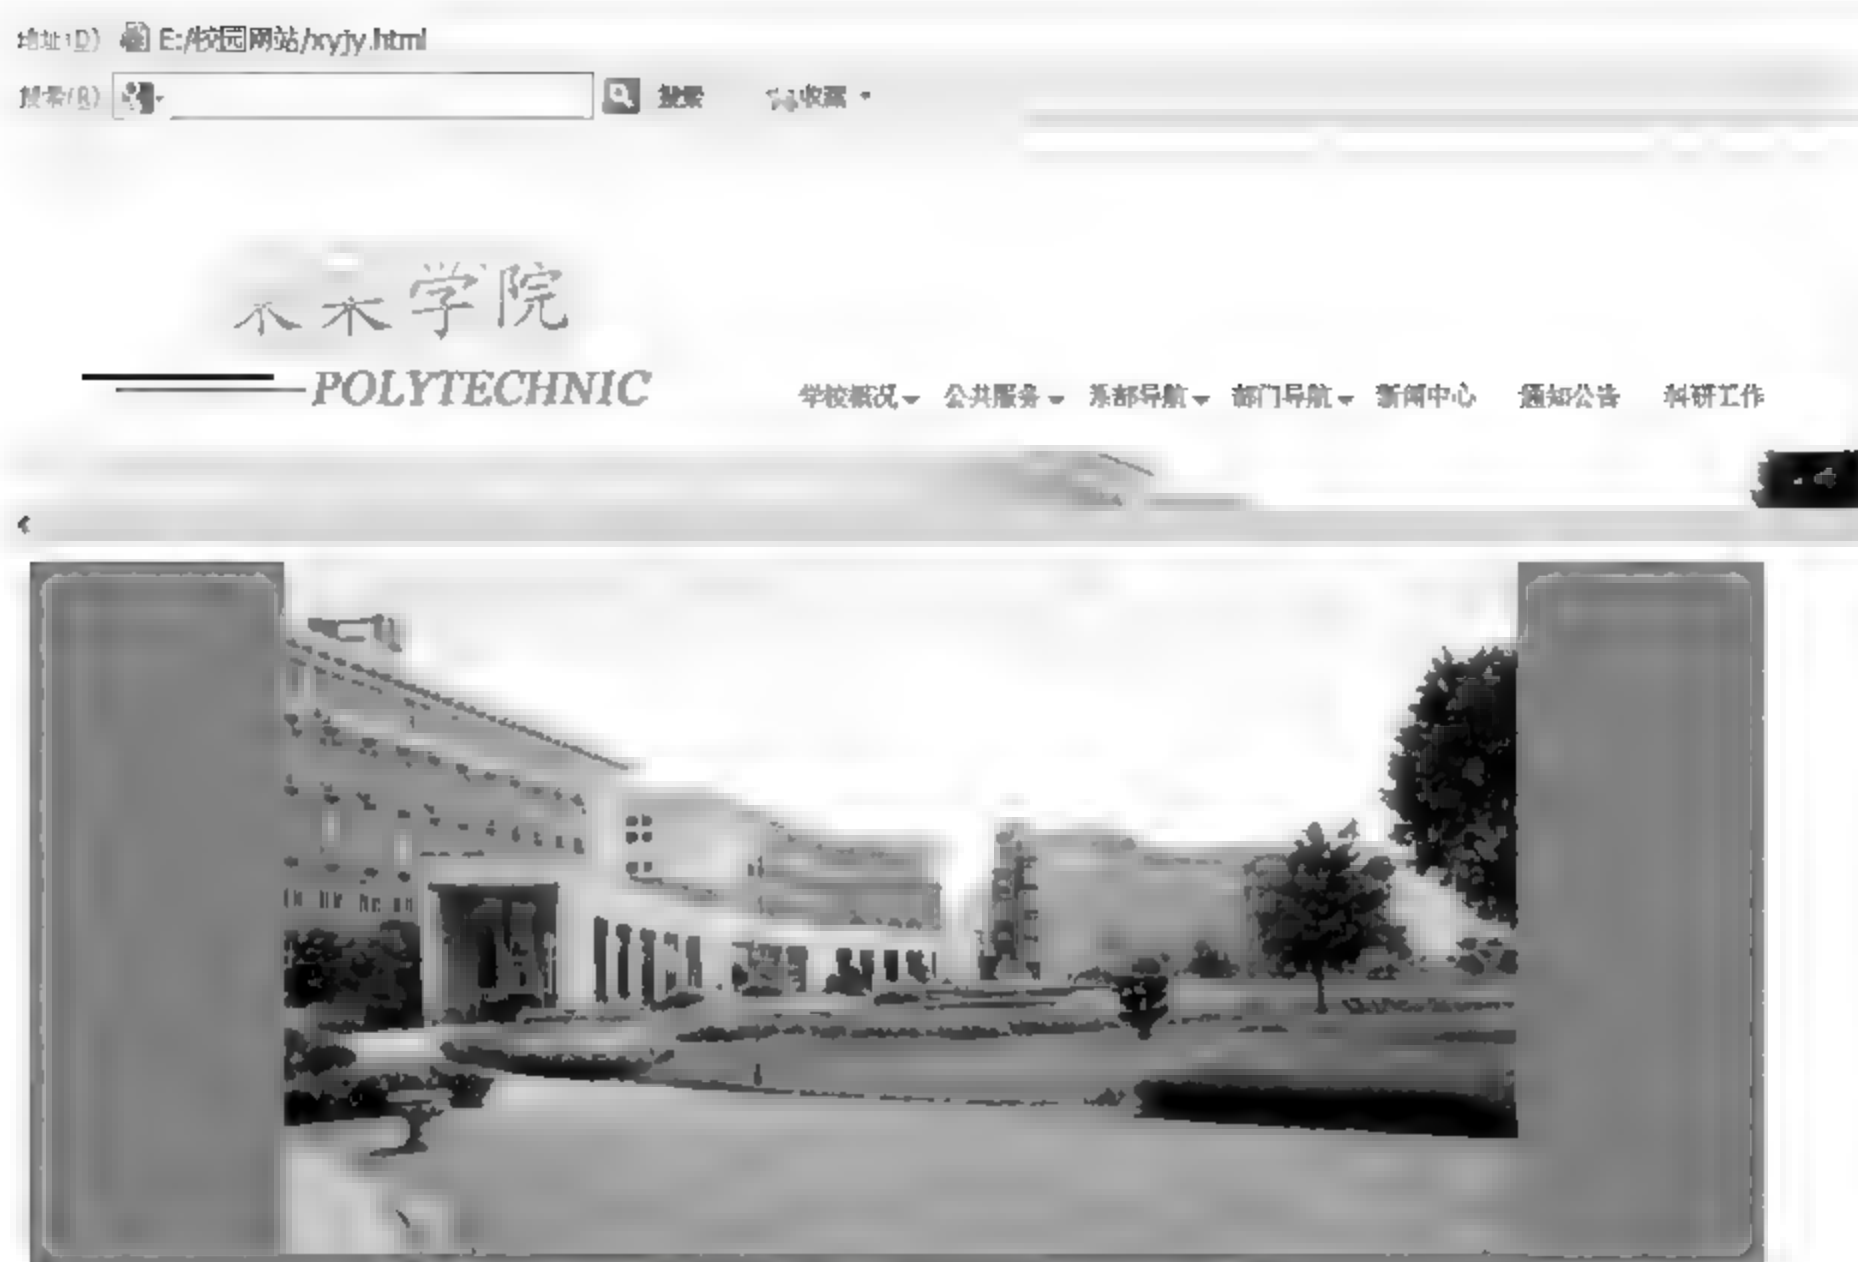 地址(D) E:/校园网站/xyjy.html
搜索(R) 搜索 收藏
未来学院
POLYTECHNIC
学校概况 公共服务 系部导航 部门导航 新闻中心 通知公告 科研工作